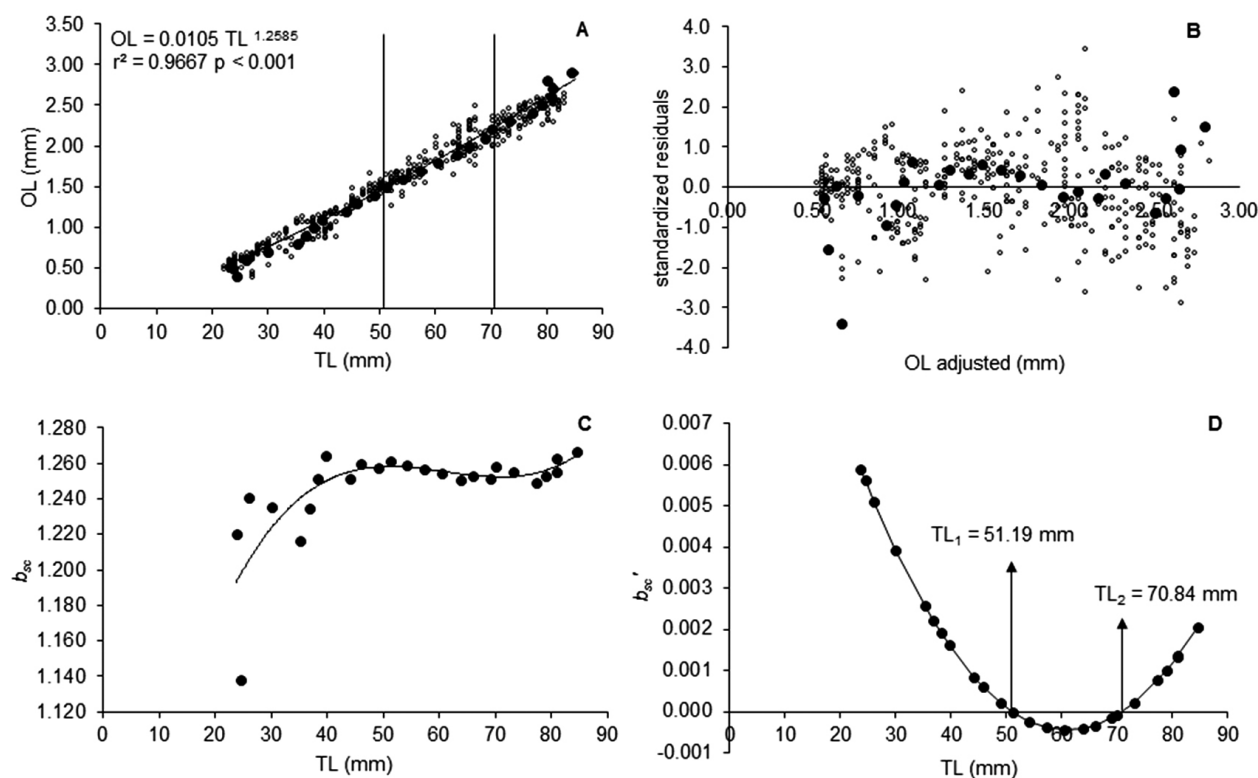 A
OL = 0.0105 TL 1.2585
r² = 0.9667 p < 0.001
3.50
3.00
2.50
2.00
1.50
1.00
0.50
0.00
OL (mm)
0 10 20 30 40 50 60 70 80 90
TL (mm)
B
4.0
3.0
2.0
1.0
0.0
-1.0
-2.0
-3.0
-4.0
standardized residuals
0.00 0.50 1.00 1.50 2.00 2.50 3.00
OL adjusted (mm)
C
1.280
1.260
1.240
1.220
1.200
1.180
1.160
1.140
1.120
bsc
0 10 20 30 40 50 60 70 80 90
TL (mm)
D
0.007
0.006
0.005
0.004
0.003
0.002
0.001
0.000
-0.001
bsc'
TL₁ = 51.19 mm
TL₂ = 70.84 mm
0 10 20 30 40 50 60 70 80 90
TL (mm)